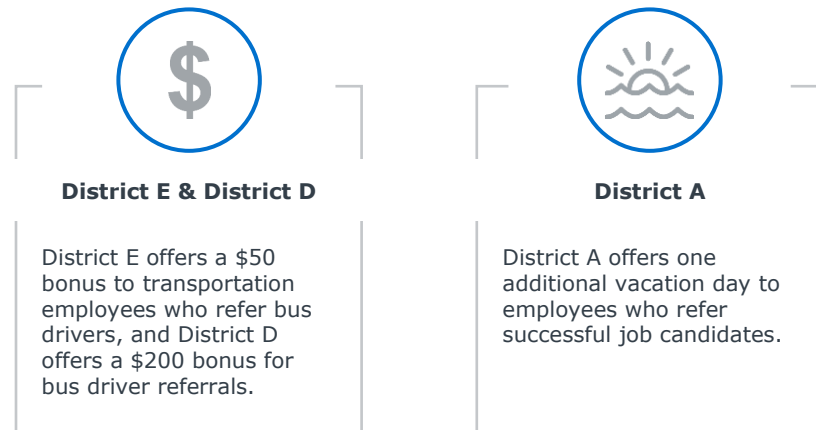 $
District E & District D
District E offers a $50
bonus to transportation
employees who refer bus
drivers, and District D
offers a $200 bonus for
bus driver referrals.
District A
District A offers one
additional vacation day to
employees who refer
successful job candidates.